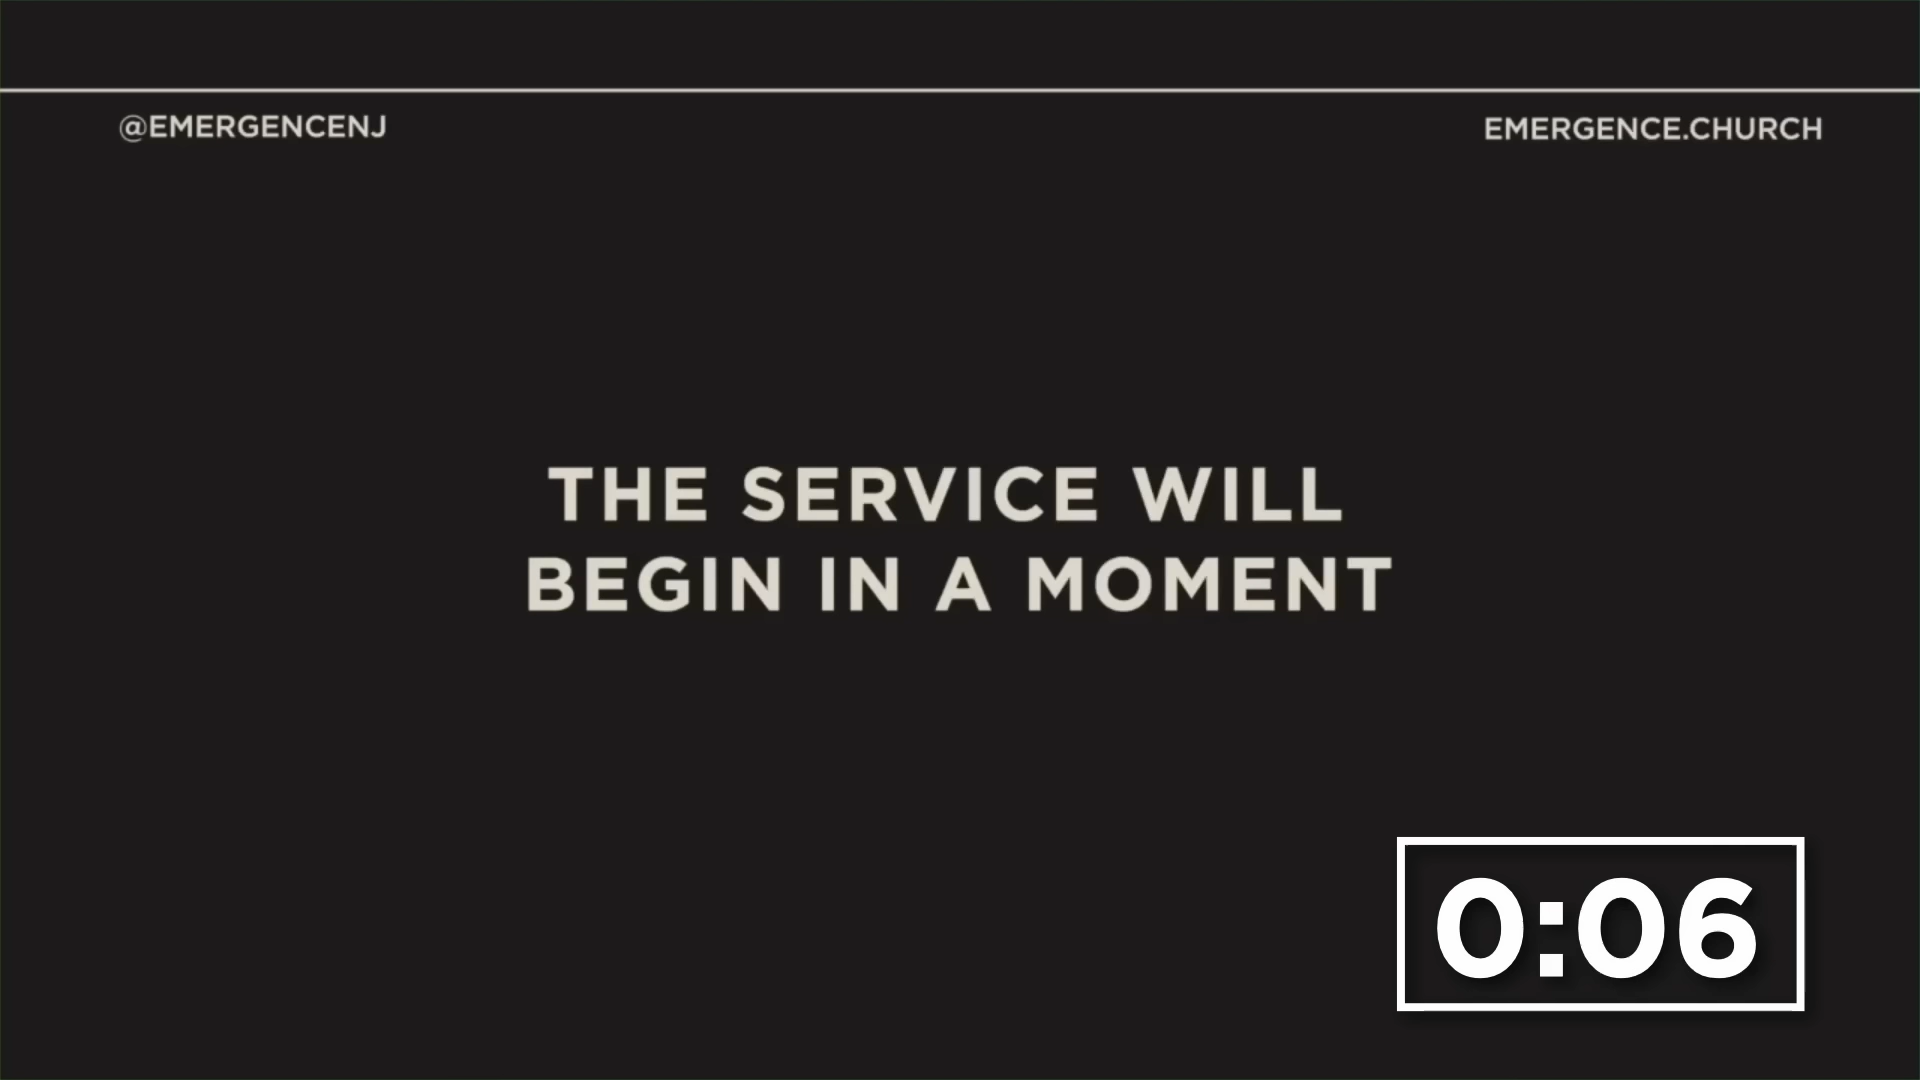 @EMERGENCENJ
EMERGENCE.CHURCH
THE SERVICE WILL
BEGIN IN A MOMENT
0:06